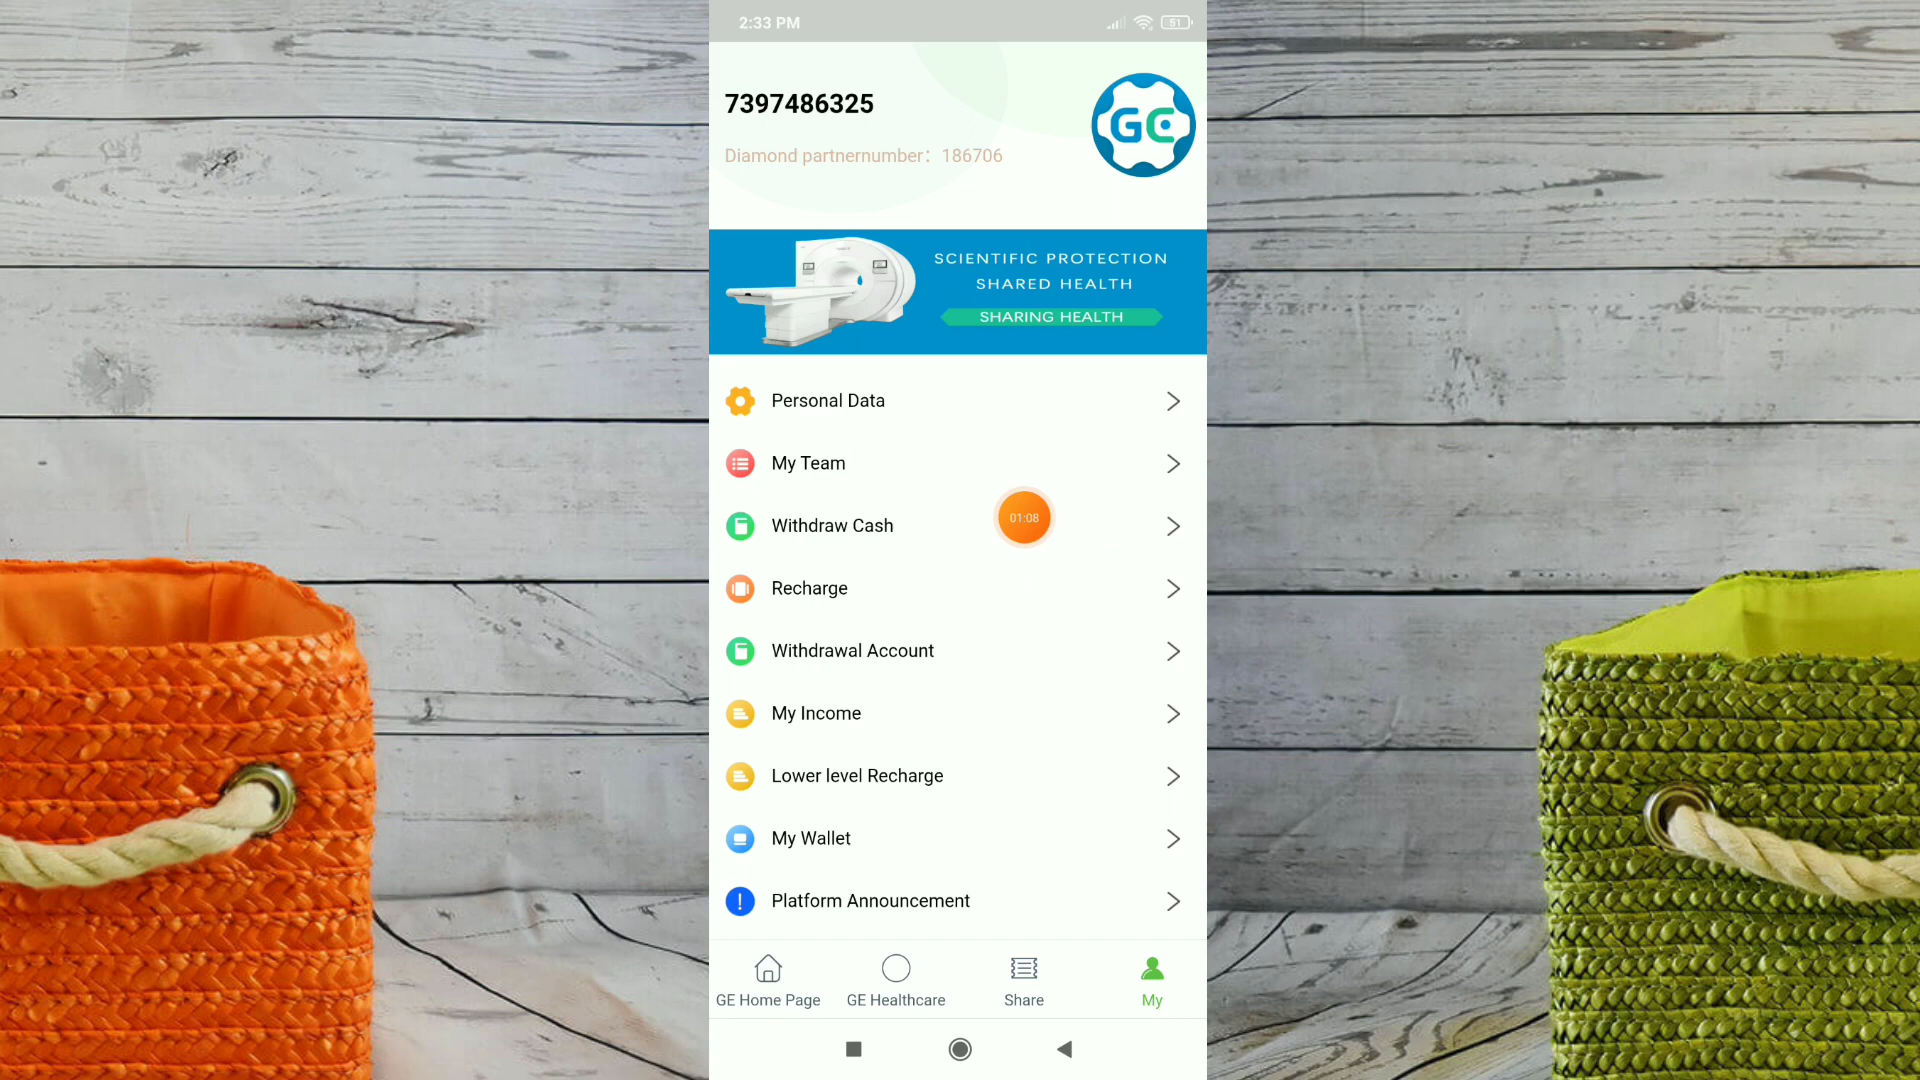 2:33 PM
51
7397486325
Diamond partnernumber：186706
GE
SCIENTIFIC PROTECTION
SHARED HEALTH
SHARING HEALTH
Personal Data
My Team
Withdraw Cash
01:08
Recharge
Withdrawal Account
My Income
Lower level Recharge
My Wallet
Platform Announcement
GE Home Page
GE Healthcare
Share
My